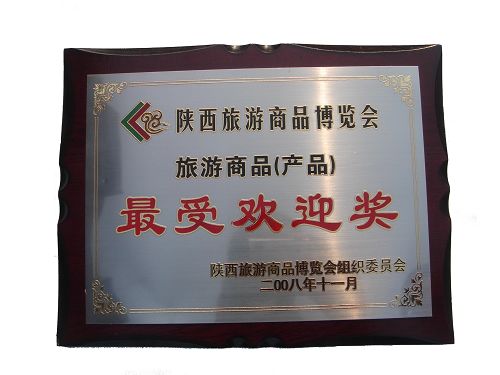 陕西旅游商品博览会
旅游商品(产品)
最受欢迎奖
陕西旅游商品博览会组织委员会
二00八年十一月